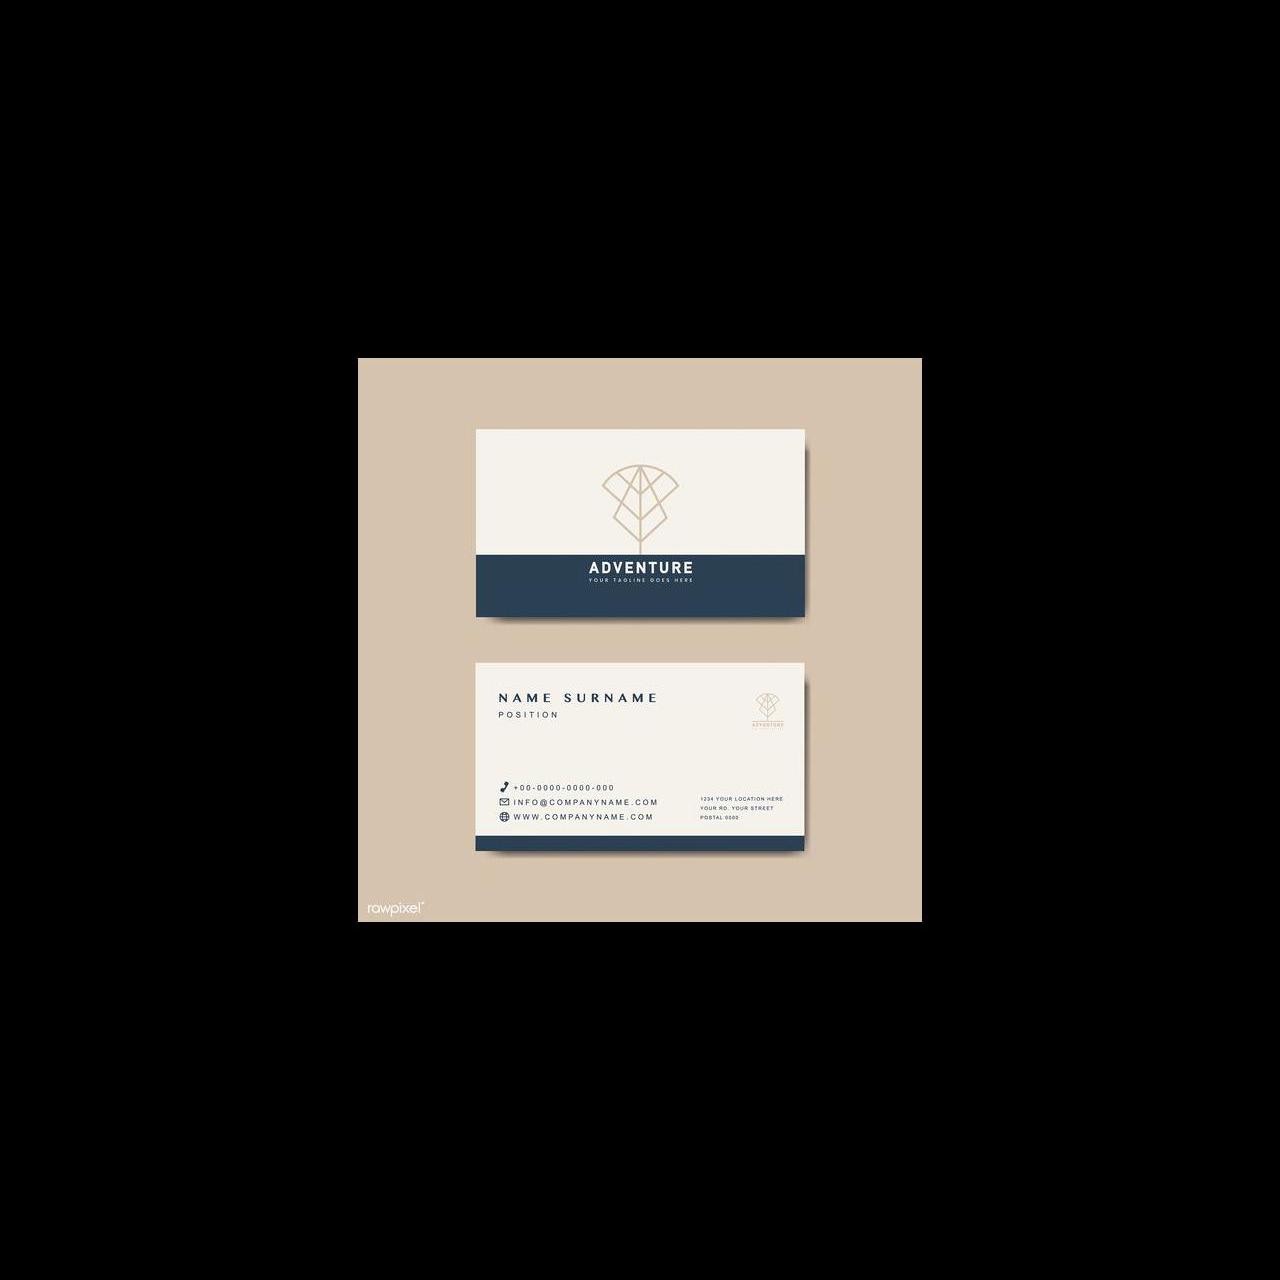 ADVENTURE
YOUR TAGLINE GOES HERE
NAME SURNAME
POSITION
ADVENTURE
+00-0000-0000-000
INFO@COMPANYNAME.COM
WWW.COMPANYNAME.COM
1234 YOUR LOCATION HERE
YOUR RD. YOUR STREET
POSTAL 0000
rawpixel